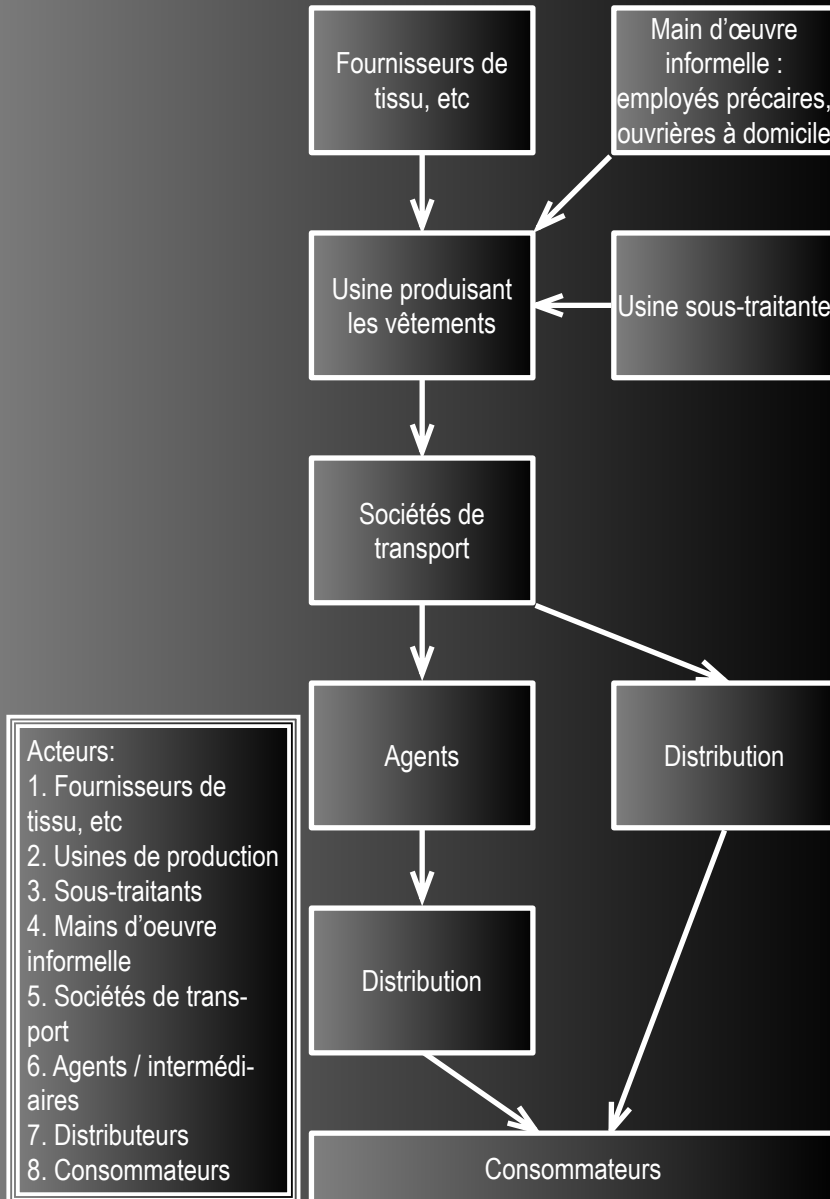 Fournisseurs de
tissu, etc
Main d’œuvre
informelle :
employés précaires,
ouvrières à domicile
Usine produisant
les vêtements
Usine sous-traitante
Sociétés de
transport
Agents
Distribution
Distribution
Consommateurs
Acteurs:
1. Fournisseurs de
tissu, etc
2. Usines de production
3. Sous-traitants
4. Mains d’oeuvre
informelle
5. Sociétés de trans-
port
6. Agents / intermédi-
aires
7. Distributeurs
8. Consommateurs